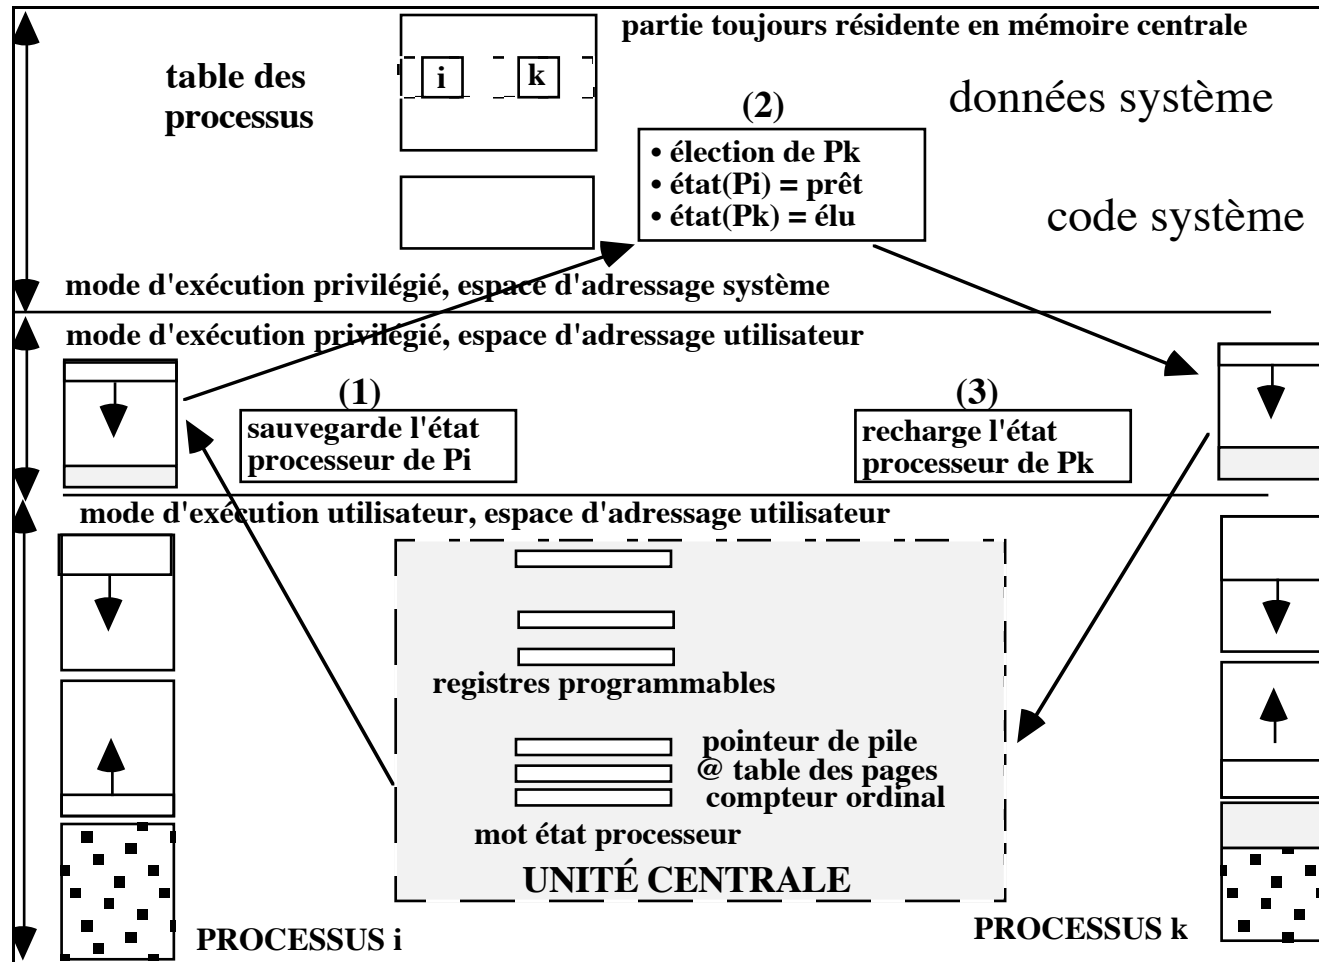 partie toujours résidente en mémoire centrale
table des
processus
i
k
données système
(2)
• élection de Pk
• état(Pi) = prêt
• état(Pk) = élu
code système
mode d'exécution privilégié, espace d'adressage système
mode d'exécution privilégié, espace d'adressage utilisateur
(1)
sauvegarde l'état
processeur de Pi
(3)
recharge l'état
processeur de Pk
mode d'exécution utilisateur, espace d'adressage utilisateur
registres programmables
pointeur de pile
@ table des pages
compteur ordinal
mot état processeur
UNITÉ CENTRALE
PROCESSUS i
PROCESSUS k